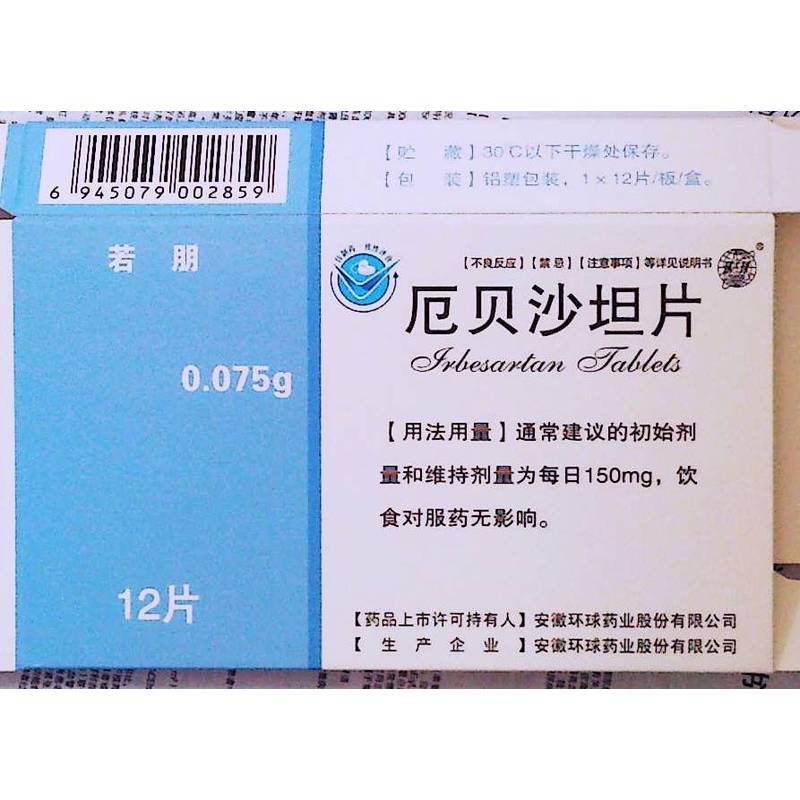 【贮 藏】30℃以下干燥处保存。
【包 装】铝塑包装，1×12片/板/盒。
6 945079 002859
若朋
0.075g
12片
【不良反应】【禁忌】【注意事项】等详见说明书
®
厄贝沙坦片
Irbesartan Tablets
【用法用量】通常建议的初始剂
量和维持剂量为每日150mg，饮
食对服药无影响。
【药品上市许可持有人】安徽环球药业股份有限公司
【生产企业】安徽环球药业股份有限公司